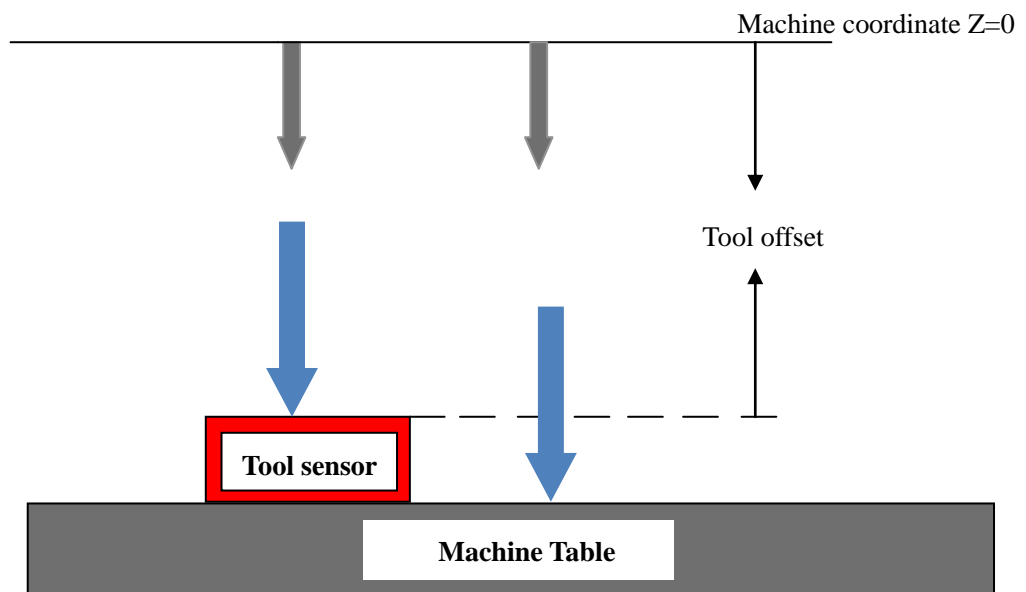 Machine coordinate Z=0
Tool offset
Tool sensor
Machine Table